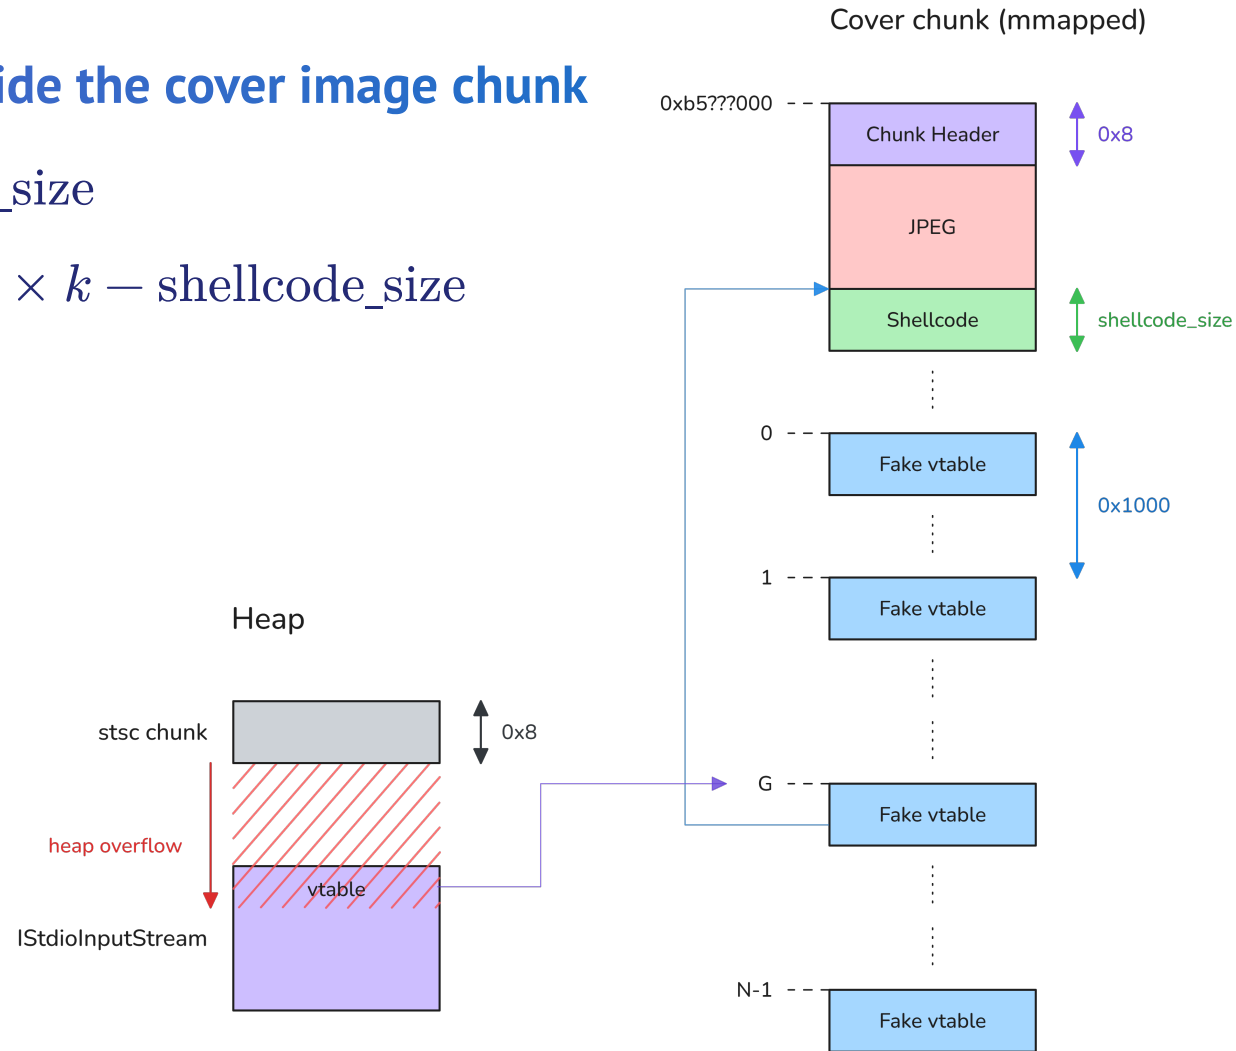 Cover chunk (mmapped)
ide the cover image chunk
_size
× k − shellcode_size
0xb5???000
Chunk Header
0x8
JPEG
Shellcode
shellcode_size
0
Fake vtable
0x1000
1
Fake vtable
Heap
stsc chunk
0x8
G
Fake vtable
heap overflow
vtable
IStdioInputStream
N-1
Fake vtable